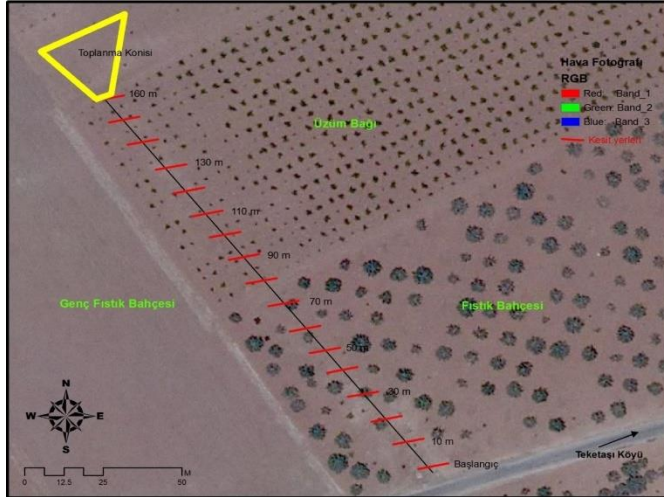 Toplanma Konisi
160 m
Hava Fotoğrafı
RGB
Red: Band_1
Green: Band_2
Blue: Band_3
Kesit yerleri
Üzüm Bağı
130 m
110 m
90 m
Genç Fıstık Bahçesi
70 m
Fıstık Bahçesi
50 m
30 m
10 m
Başlangıç
Teketaşı Köyü
N
W E
S
0 12.5 25 50
M